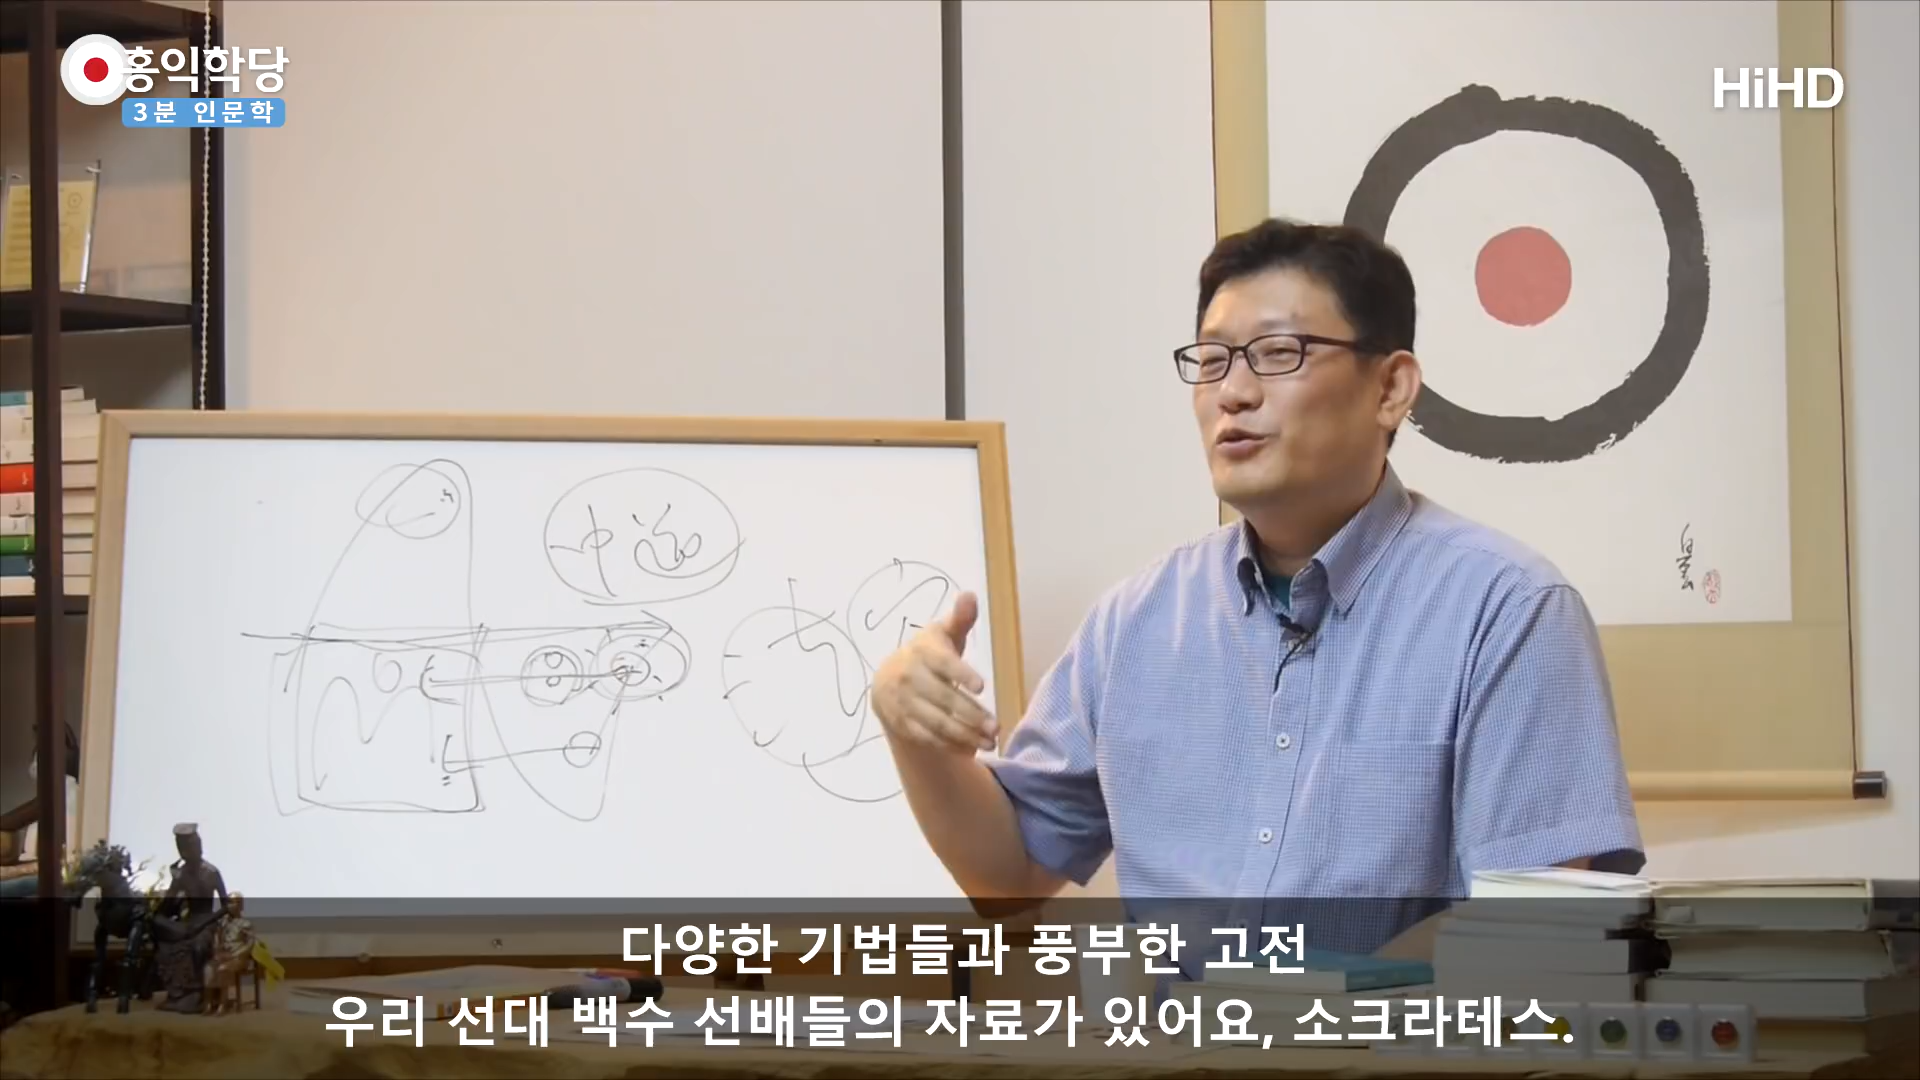 홍익학당
3분 인문학
HiHD
中道
다양한 기법들과 풍부한 고전
우리 선대 백수 선배들의 자료가 있어요, 소크라테스.